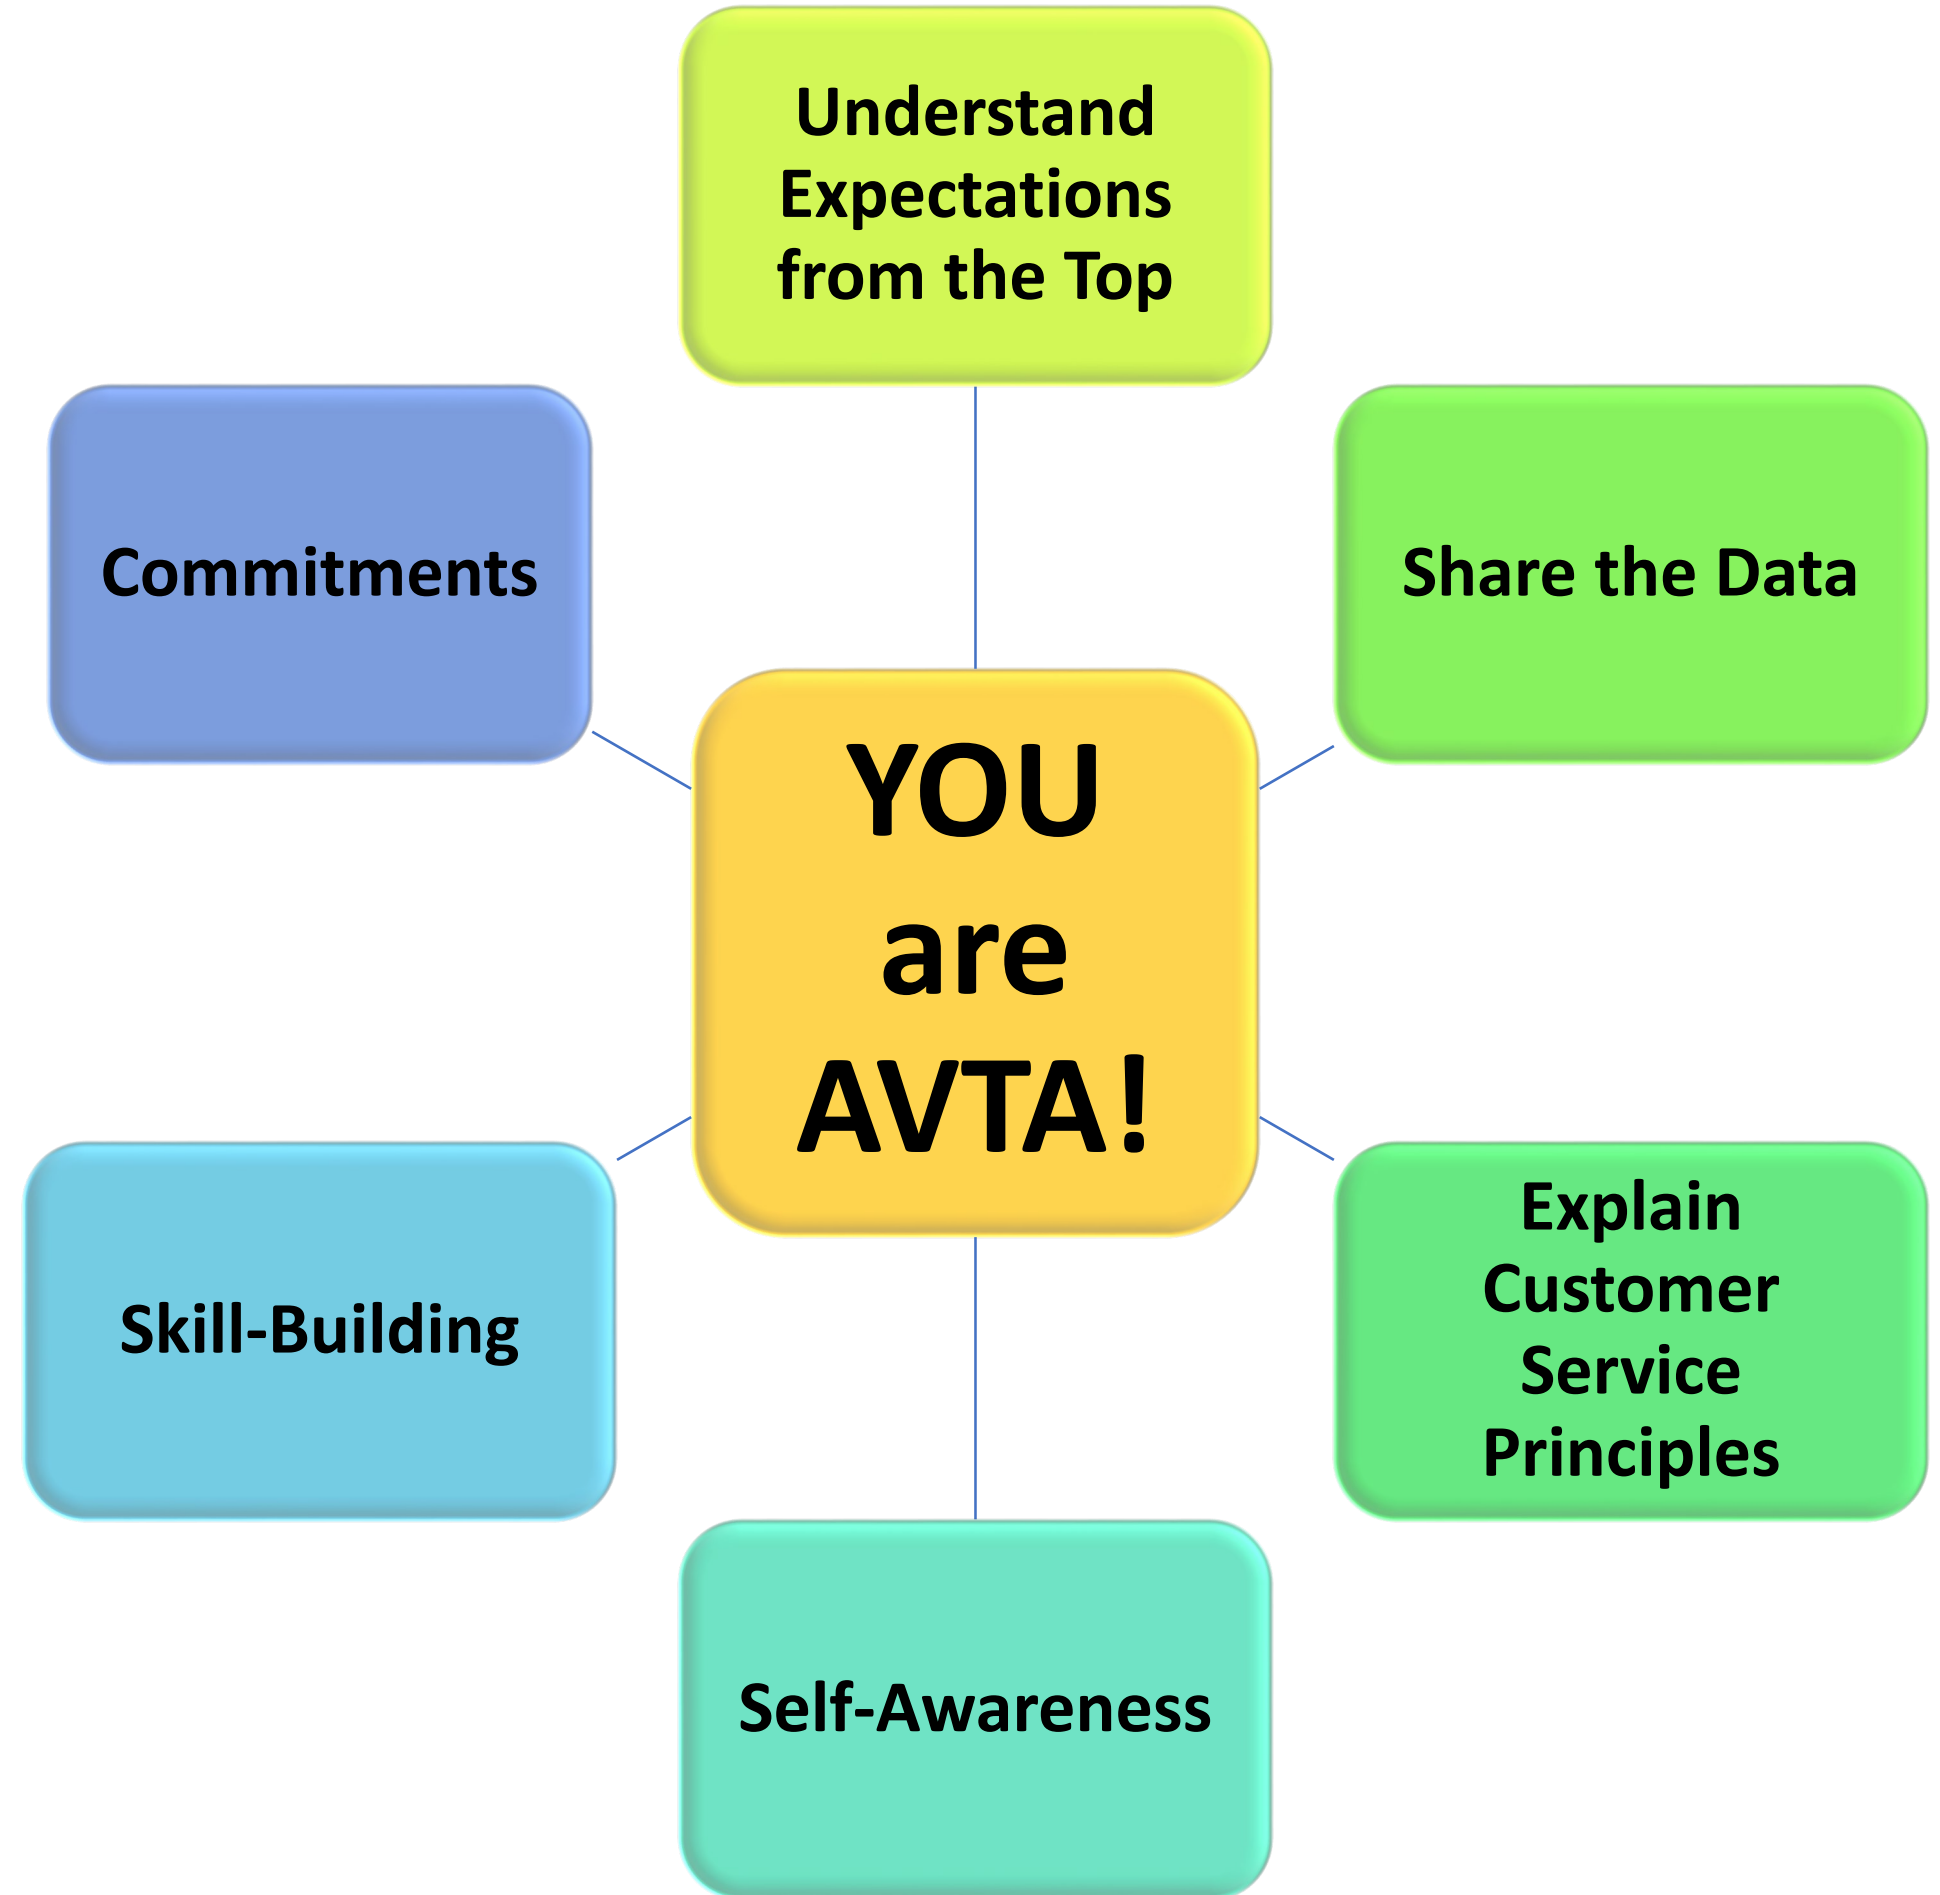 Understand
Expectations
from the Top
Commitments
Share the Data
YOU
are
AVTA!
Skill-Building
Explain
Customer
Service
Principles
Self-Awareness